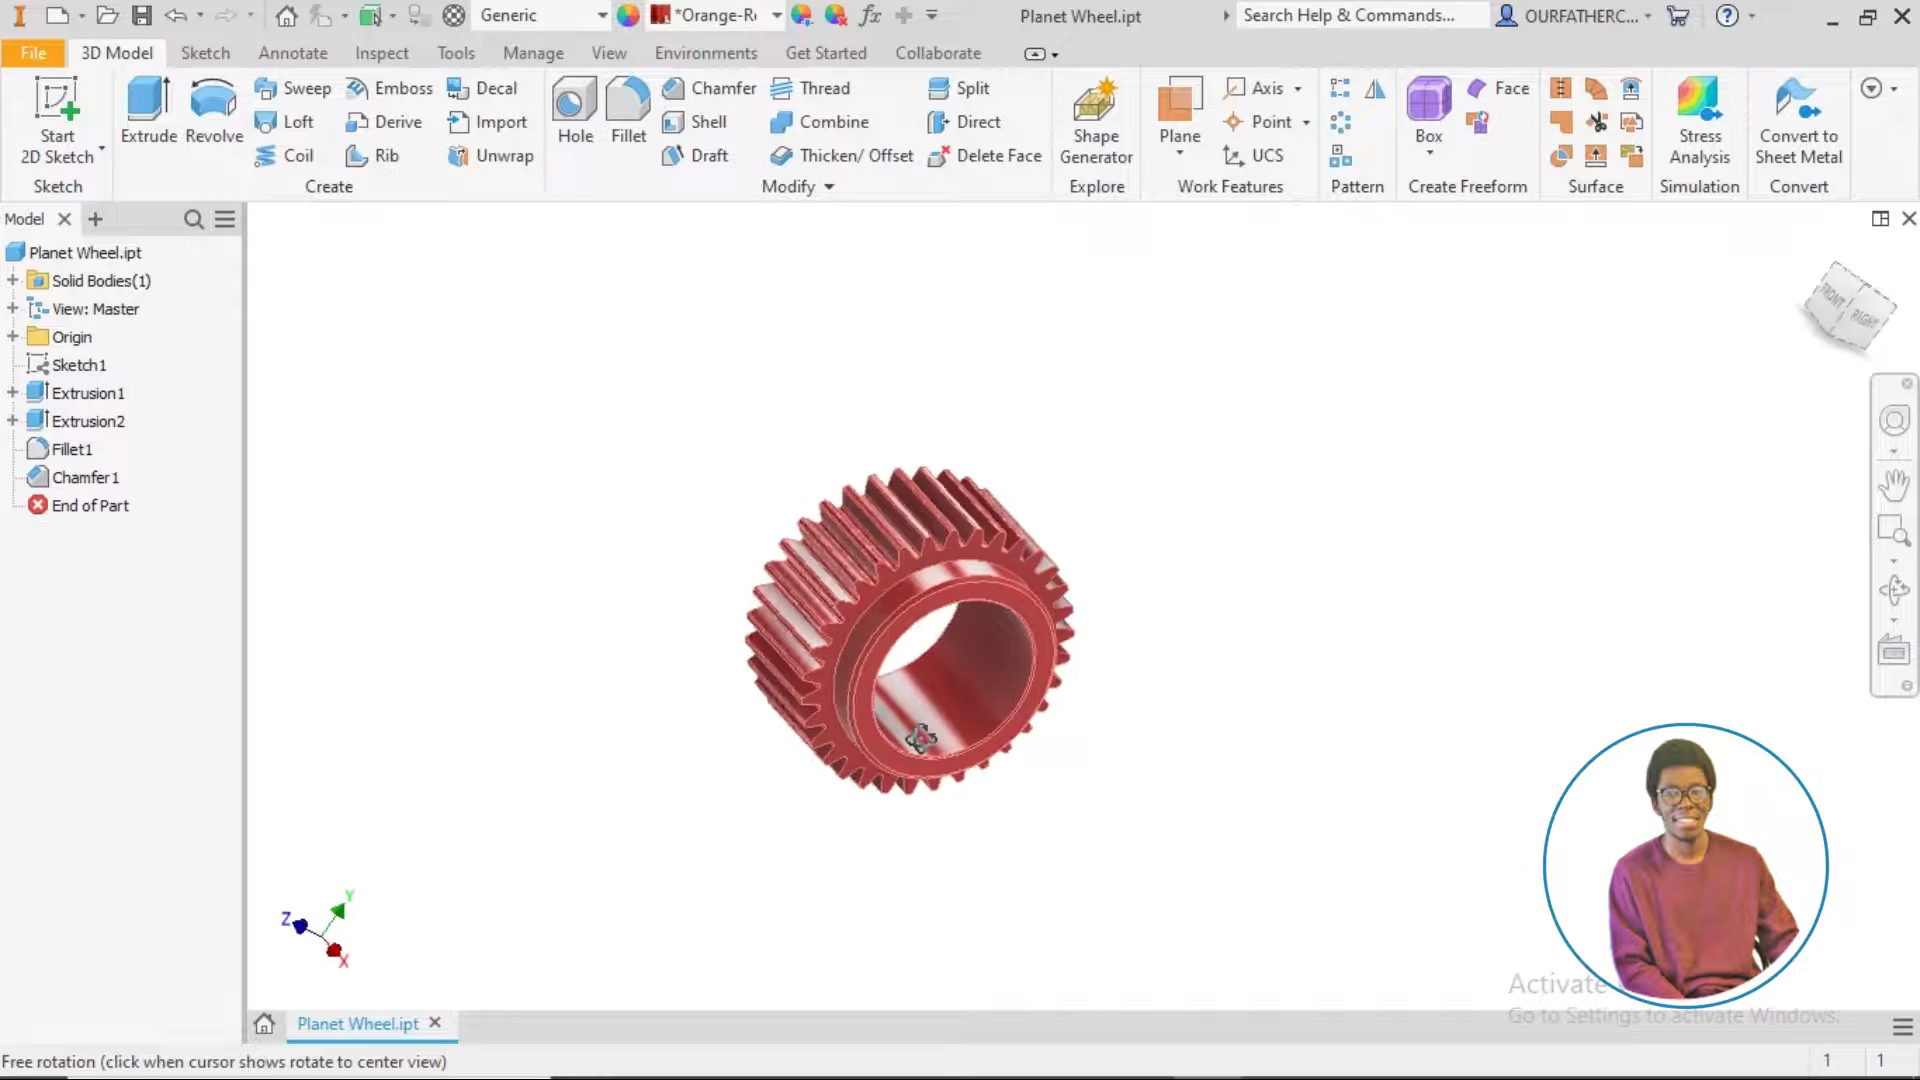 Generic
*Orange-R
Planet Wheel.ipt
Search Help & Commands...
OURFATHERC...
File
3D Model
Sketch
Annotate
Inspect
Tools
Manage
View
Environments
Get Started
Collaborate
Start
2D Sketch
Sketch
Extrude
Revolve
Sweep
Emboss
Decal
Loft
Derive
Import
Coil
Rib
Unwrap
Create
Hole
Fillet
Chamfer
Thread
Split
Shell
Combine
Direct
Draft
Thicken/ Offset
Delete Face
Modify
Shape
Generator
Explore
Plane
Axis
Point
UCS
Work Features
Pattern
Box
Face
Create Freeform
Surface
Stress
Analysis
Simulation
Convert to
Sheet Metal
Convert
Model
Planet Wheel.ipt
Solid Bodies(1)
View: Master
Origin
Sketch1
Extrusion1
Extrusion2
Fillet1
Chamfer1
End of Part
FRONT
RIGHT
Y
Z
X
Activate
Go to Settings to activate Windows.
Planet Wheel.ipt
Free rotation (click when cursor shows rotate to center view)
1 1